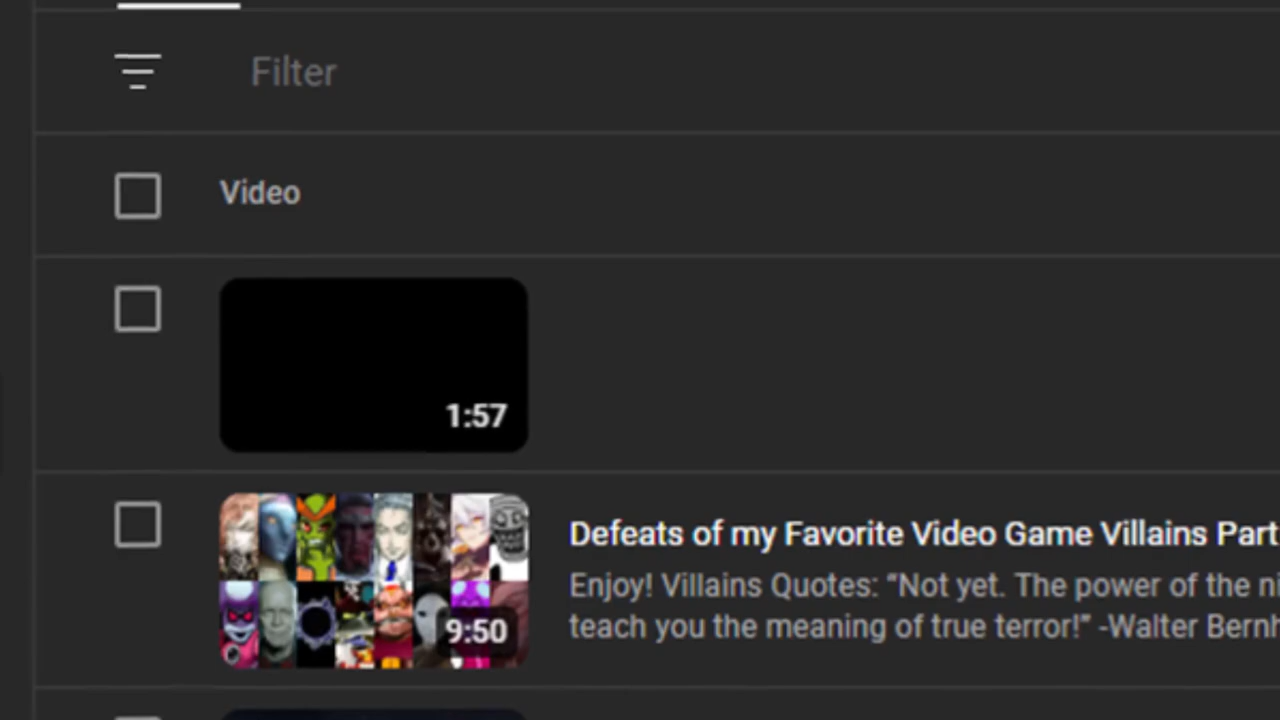 Filter
Video
1:57
Defeats of my Favorite Video Game Villains Part
Enjoy! Villains Quotes: “Not yet. The power of the
teach you the meaning of true terror!” -Walter
9:50